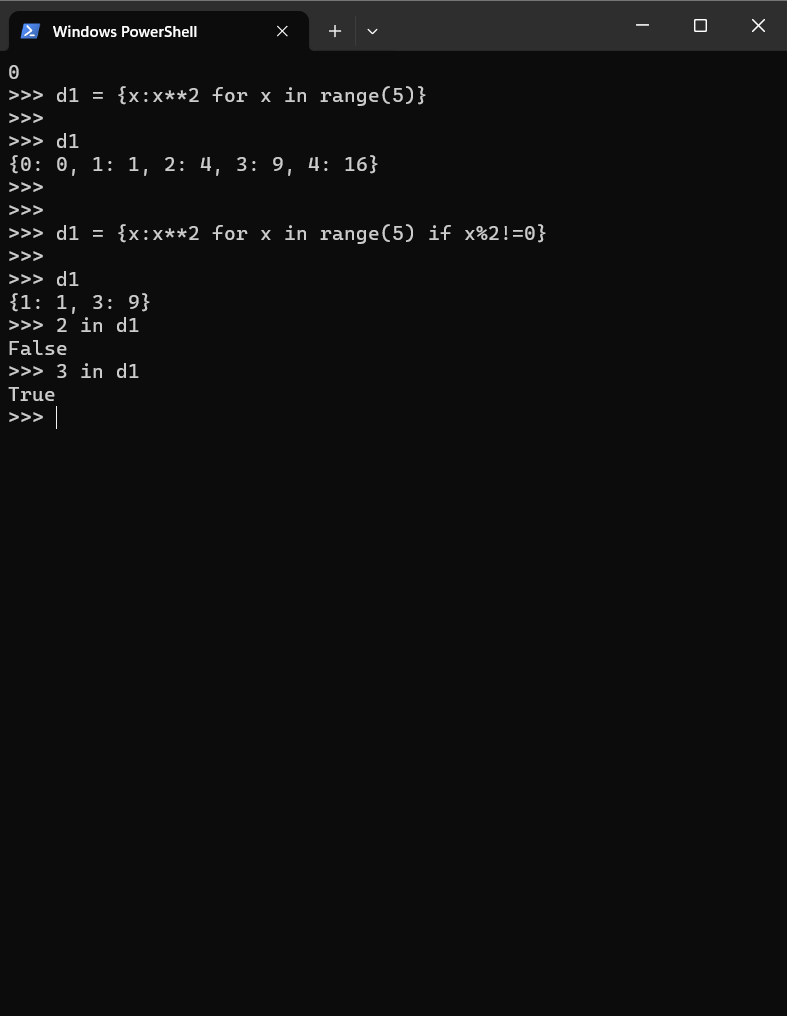 Windows PowerShell
0
>>> d1 = {x:x**2 for x in range(5)}
>>>
>>> d1
{0: 0, 1: 1, 2: 4, 3: 9, 4: 16}
>>>
>>>
>>> d1 = {x:x**2 for x in range(5) if x%2!=0}
>>>
>>> d1
{1: 1, 3: 9}
>>> 2 in d1
False
>>> 3 in d1
True
>>>